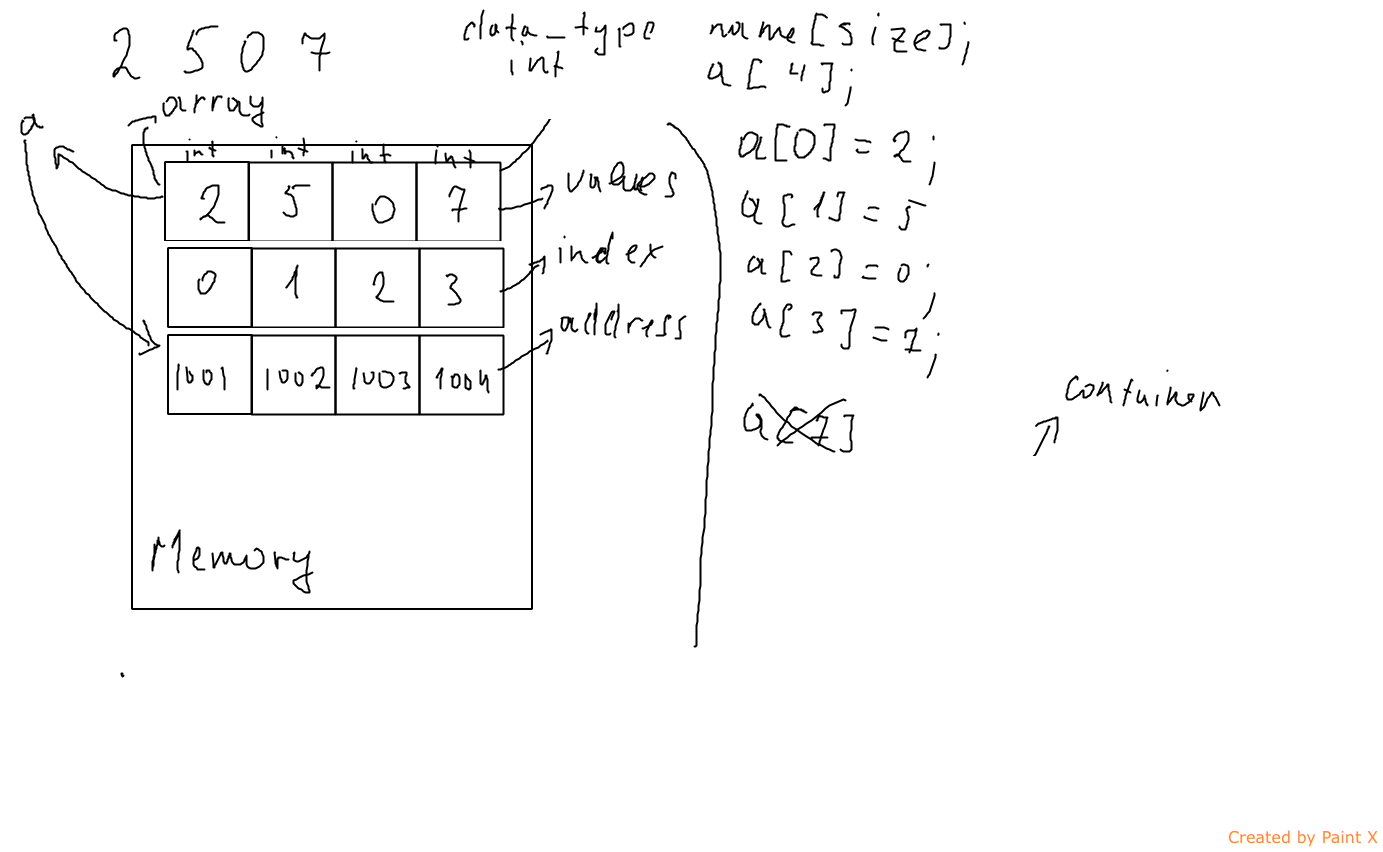 2 5 0 7
data_type name[size];
int a[4];
array
a
int int int int
2 5 0 7
values
0 1 2 3
index
1001 1002 1003 1004
address
Memory
a[0] = 2;
a[1] = 5
a[2] = 0;
a[3] = 7;
a[7]
container
Created by Paint X